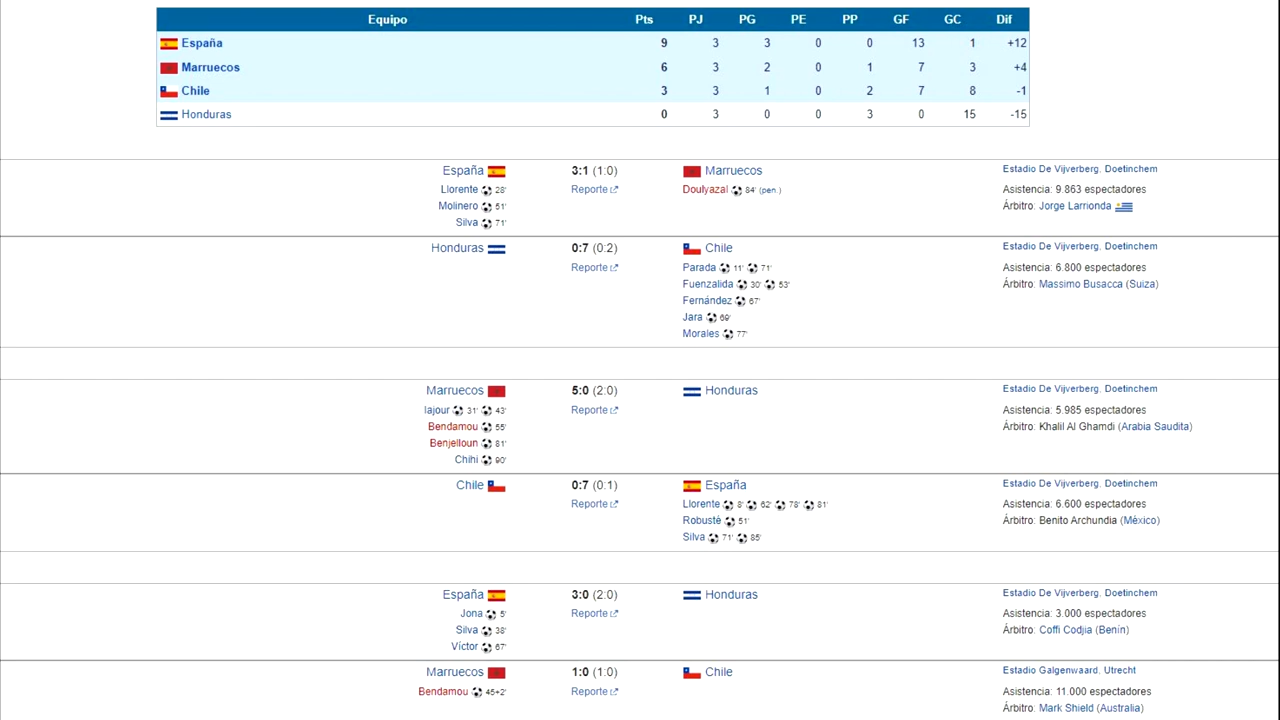 Equipo Pts PJ PG PE PP GF GC Dif
España 9 3 3 0 0 13 1 +12
Marruecos 6 3 2 0 1 7 3 +4
Chile 3 3 1 0 2 7 8 -1
Honduras 0 3 0 0 3 0 15 -15
España 3:1 (1:0) Marruecos Estadio De Vijverberg, Doetinchem
Llorente 28' Reporte Doulyazal 84' (pen.) Asistencia: 9.863 espectadores
Molinero 51' Árbitro: Jorge Larrionda
Silva 71'
Honduras 0:7 (0:2) Chile Estadio De Vijverberg, Doetinchem
Reporte Parada 11' 71' Asistencia: 6.800 espectadores
Fuenzalida 30' 53' Árbitro: Massimo Busacca (Suiza)
Fernández 67'
Jara 69'
Morales 77'
Marruecos 5:0 (2:0) Honduras Estadio De Vijverberg, Doetinchem
Iajour 31' 43' Reporte Asistencia: 5.985 espectadores
Bendamou 55' Árbitro: Khalil Al Ghamdi (Arabia Saudita)
Benjelloun 81'
Chihi 90'
Chile 0:7 (0:1) España Estadio De Vijverberg, Doetinchem
Reporte Llorente 8' 62' 78' 81' Asistencia: 6.600 espectadores
Robusté 51' Árbitro: Benito Archundia (México)
Silva 71' 85'
España 3:0 (2:0) Honduras Estadio De Vijverberg, Doetinchem
Jona 5' Reporte Asistencia: 3.000 espectadores
Silva 38' Árbitro: Coffi Codjia (Benín)
Víctor 67'
Marruecos 1:0 (1:0) Chile Estadio Galgenwaard, Utrecht
Bendamou 45+2' Reporte Asistencia: 11.000 espectadores
Árbitro: Mark Shield (Australia)